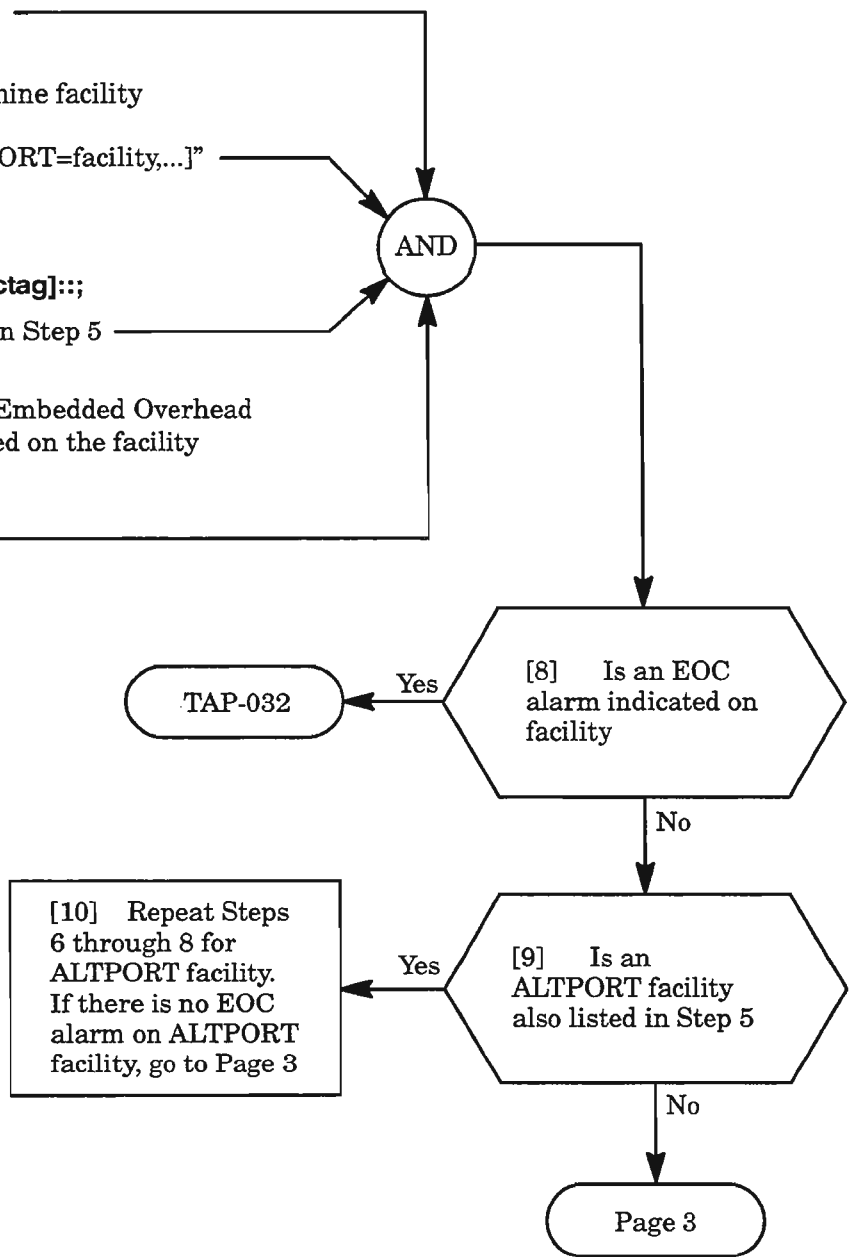 nine facility
ORT=facility,...]”
AND
ctag]::;
n Step 5
Embedded Overhead
ed on the facility
[8] Is an EOC
alarm indicated on
facility
Yes
TAP-032
No
[9] Is an
ALTPORT facility
also listed in Step 5
Yes
[10] Repeat Steps
6 through 8 for
ALTPORT facility.
If there is no EOC
alarm on ALTPORT
facility, go to Page 3
No
Page 3